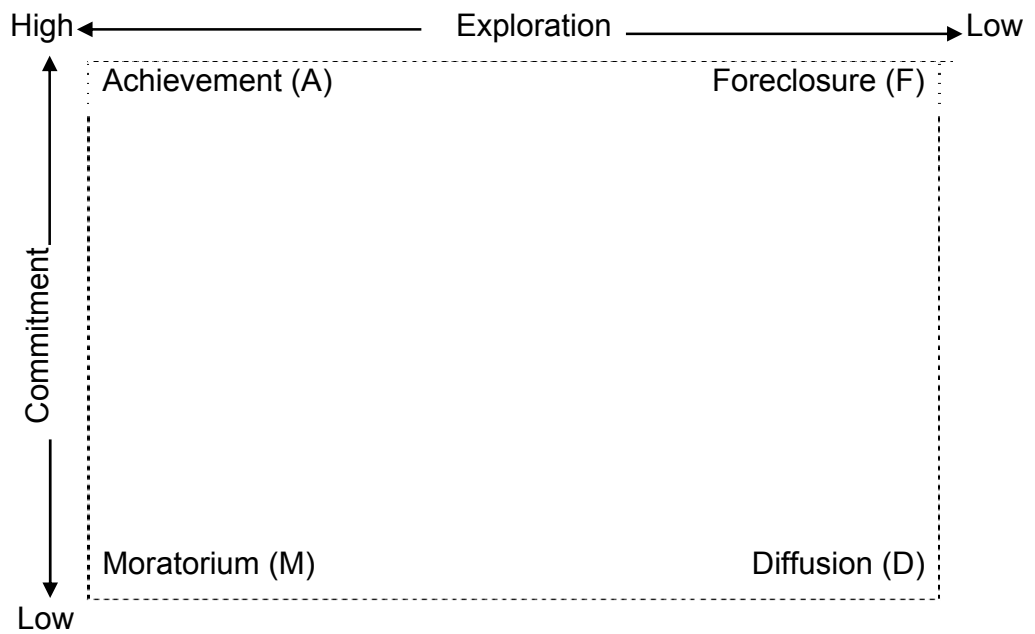 High Exploration Low
Achievement (A) Foreclosure (F)
Commitment
Moratorium (M) Diffusion (D)
Low